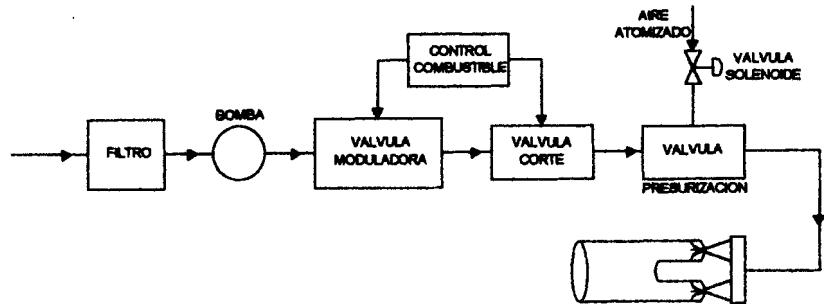 AIRE
ATOMIZADO
VALVULA
SOLENOIDE
CONTROL
COMBUSTIBLE
BOMBA
FILTRO
VALVULA
MODULADORA
VALVULA
CORTE
VALVULA
PRESURIZACION